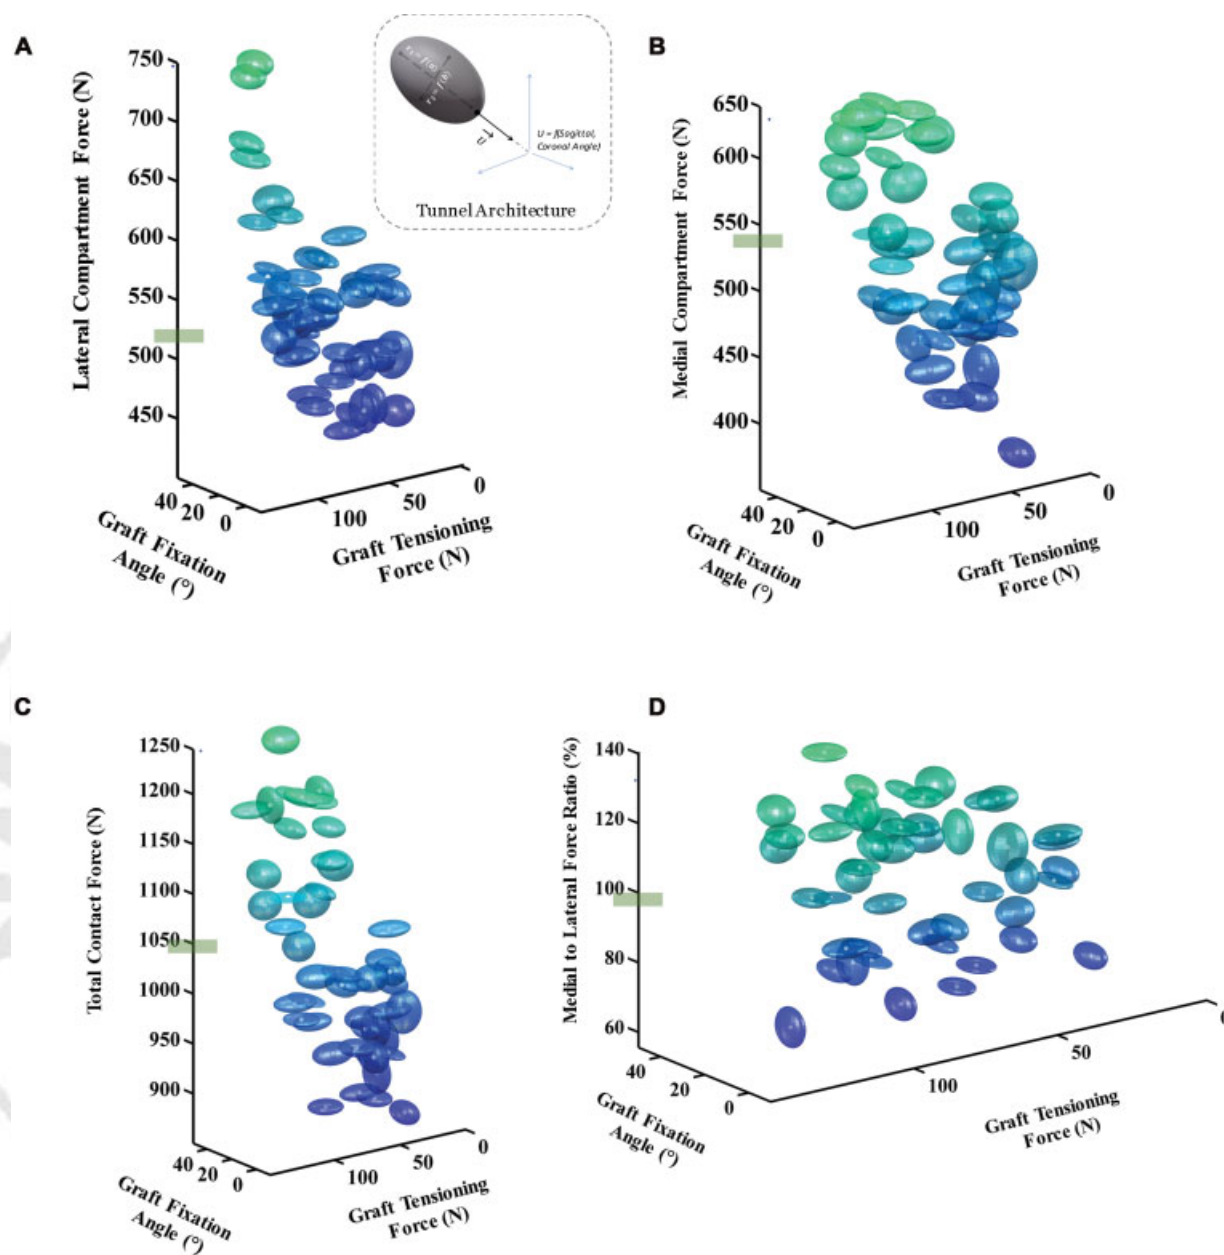 A
Lateral Compartment Force (N)
750
700
650
600
550
500
450
40
20
0
Graft Fixation
Angle (°)
100
50
0
Graft Tensioning
Force (N)
U = f(Sagittal,
Coronal Angle)
Tunnel Architecture
B
Medial Compartment Force (N)
650
600
550
500
450
400
40
20
0
Graft Fixation
Angle (°)
100
50
0
Graft Tensioning
Force (N)
C
Total Contact Force (N)
1250
1200
1150
1100
1050
1000
950
900
40
20
0
Graft Fixation
Angle (°)
100
50
0
Graft Tensioning
Force (N)
D
Medial to Lateral Force Ratio (%)
140
120
100
80
60
40
20
0
Graft Fixation
Angle (°)
100
50
Graft Tensioning
Force (N)